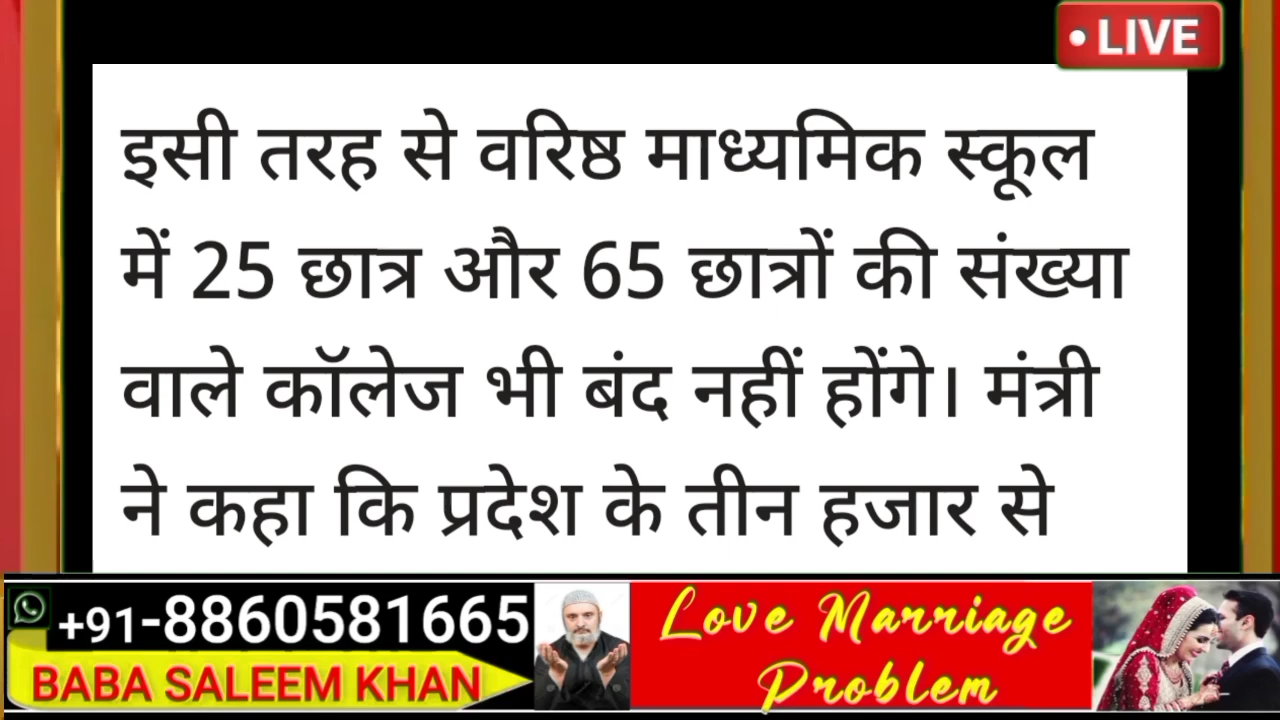 • LIVE
इसी तरह से वरिष्ठ माध्यमिक स्कूल
में 25 छात्र और 65 छात्रों की संख्या
वाले कॉलेज भी बंद नहीं होंगे। मंत्री
ने कहा कि प्रदेश के तीन हजार से
+91-8860581665
BABA SALEEM KHAN
Love Marriage
Problem